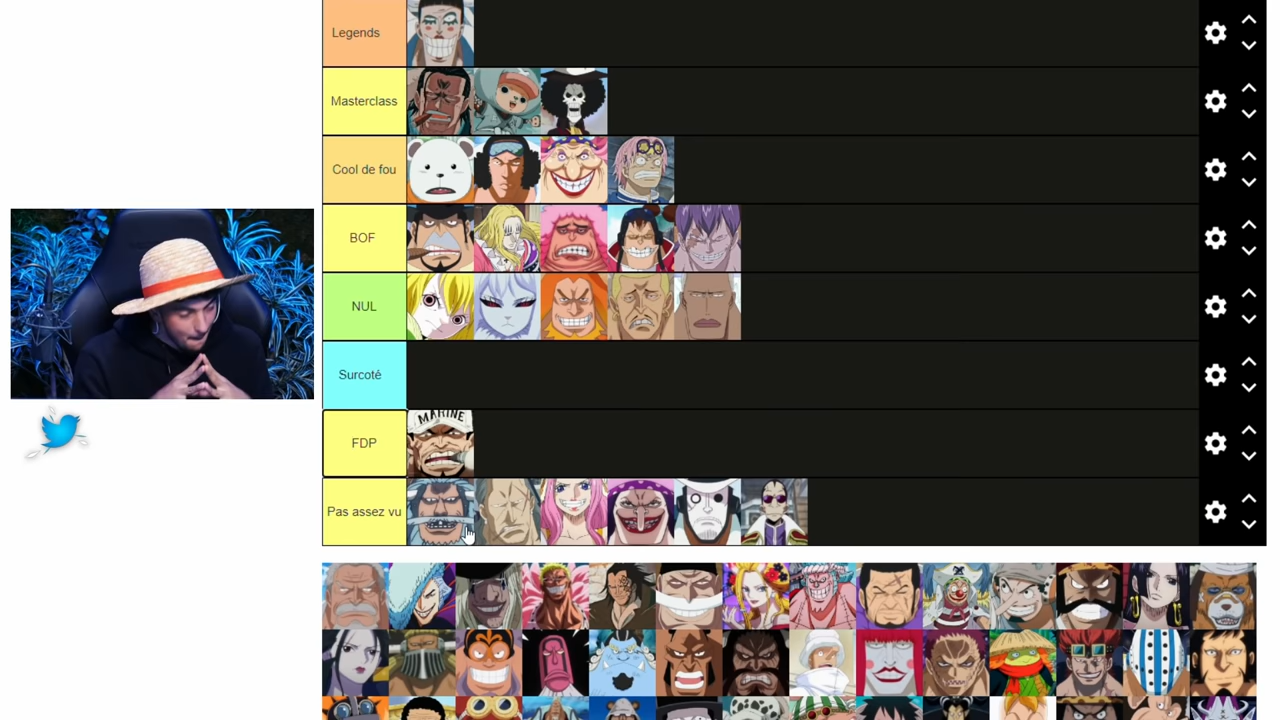 Legends
Masterclass
Cool de fou
BOF
NUL
Surcoté
FDP
MARINE
Pas assez vu